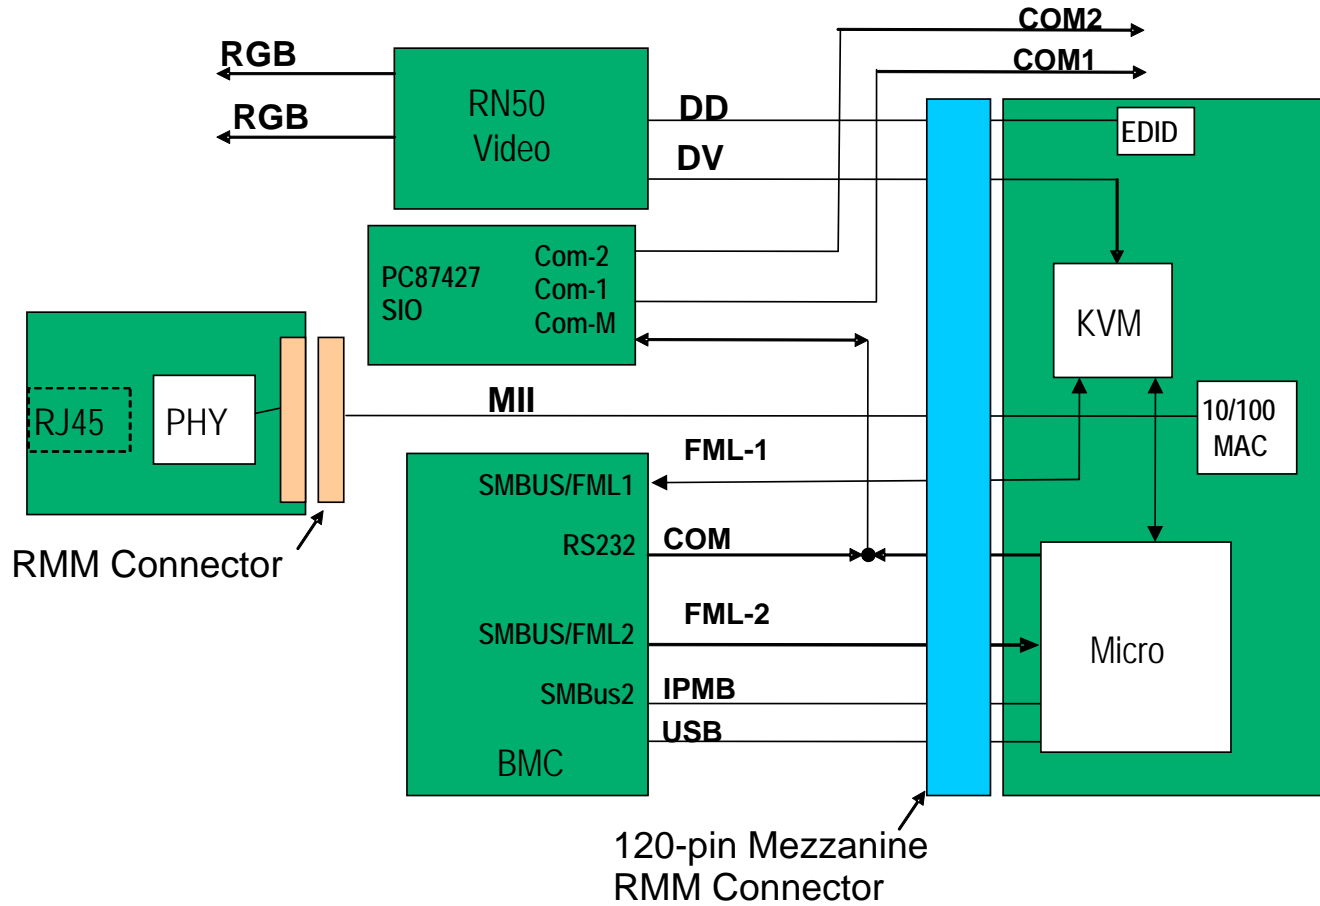 COM2
RGB
COM1
RN50
Video
DD
RGB
EDID
DV
PC87427
SIO
Com-2
Com-1
Com-M
KVM
RJ45
PHY
MII
10/100
MAC
FML-1
SMBUS/FML1
RS232
COM
RMM Connector
FML-2
SMBUS/FML2
Micro
SMBus2
IPMB
USB
BMC
120-pin Mezzanine
RMM Connector